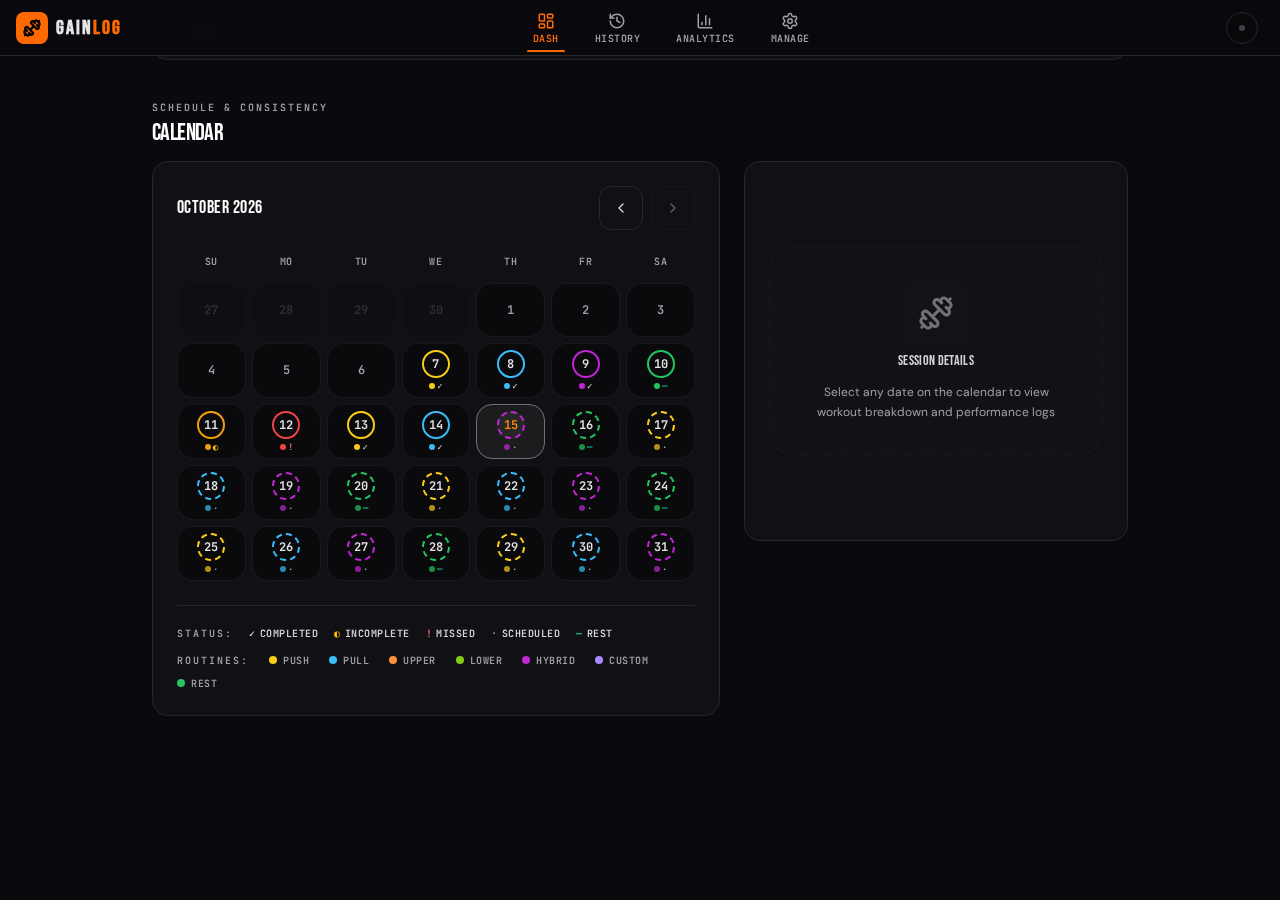 GAINLOG
DASH
HISTORY
ANALYTICS
MANAGE
SCHEDULE & CONSISTENCY
CALENDAR
OCTOBER 2026
SU MO TU WE TH FR SA
27 28 29 30 1 2 3
4 5 6 7 8 9 10
✓ ✓ ✓ —
11 12 13 14 15 16 17
◐ ! ✓ ✓ · — ·
18 19 20 21 22 23 24
· · — · · · —
25 26 27 28 29 30 31
· · · — · · ·
STATUS: ✓ COMPLETED ◐ INCOMPLETE ! MISSED · SCHEDULED — REST
ROUTINES: PUSH PULL UPPER LOWER HYBRID CUSTOM
REST
SESSION DETAILS
Select any date on the calendar to view
workout breakdown and performance logs